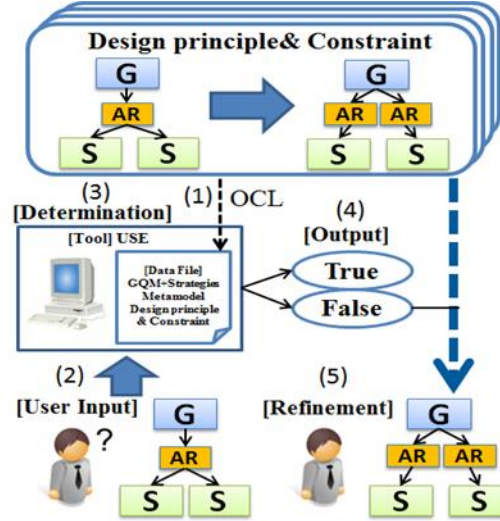 Design principle& Constraint
G
G
AR
AR
AR
S
S
S
S
(3)
(1)
OCL
(4)
[Determination]
[Output]
[Tool] USE
[Data File]
GQM+Strategies
Metamodel
Design principle
& Constraint
True
False
(2)
(5)
[User Input]
[Refinement]
?
G
G
AR
AR
AR
S
S
S
S